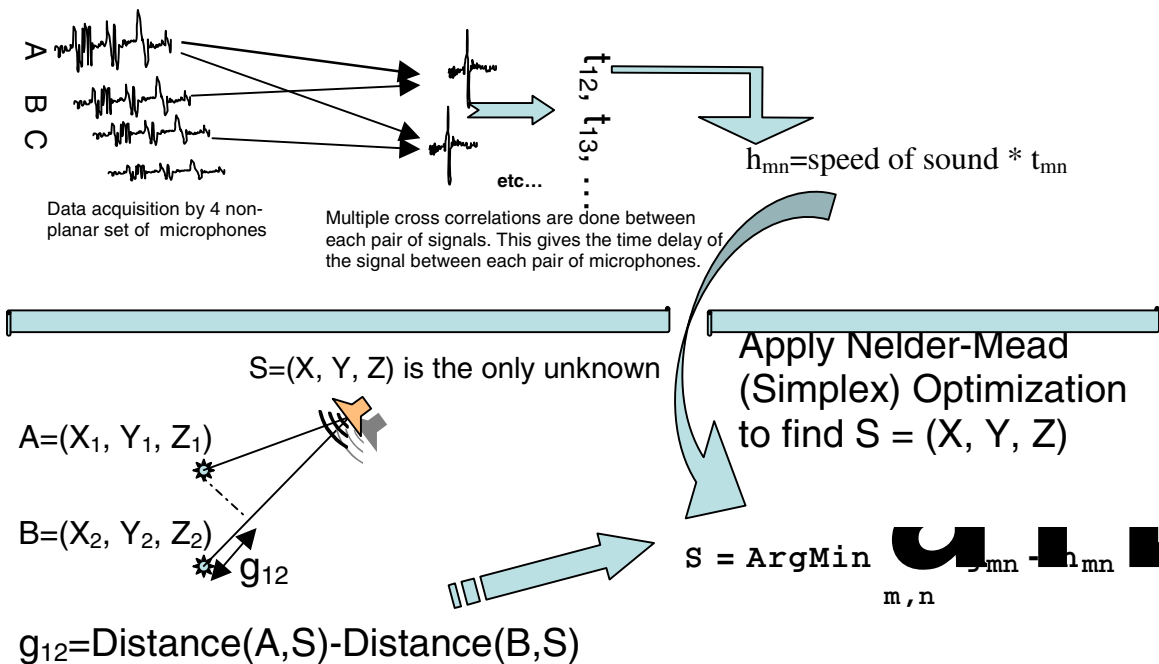 A
B
C
t12, t13, . . .
hmn=speed of sound * tmn
etc...
Data acquisition by 4 non-
planar set of microphones
Multiple cross correlations are done between
each pair of signals. This gives the time delay of
the signal between each pair of microphones.
S=(X, Y, Z) is the only unknown
A=(X1, Y1, Z1)
B=(X2, Y2, Z2)
g12
g12=Distance(A,S)-Distance(B,S)
Apply Nelder-Mead
(Simplex) Optimization
to find S = (X, Y, Z)
S = ArgMin gmn - hmn
m,n